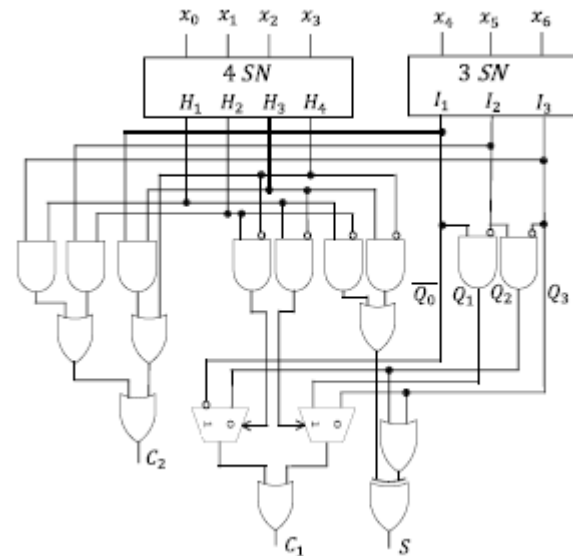 x₀ x₁ x₂ x₃ x₄ x₅ x₆
4 SN 3 SN
H₁ H₂ H₃ H₄ I₁ I₂ I₃
Q̅₀ Q₁ Q₂ Q₃
1 0 1 0
C₂
C₁ S